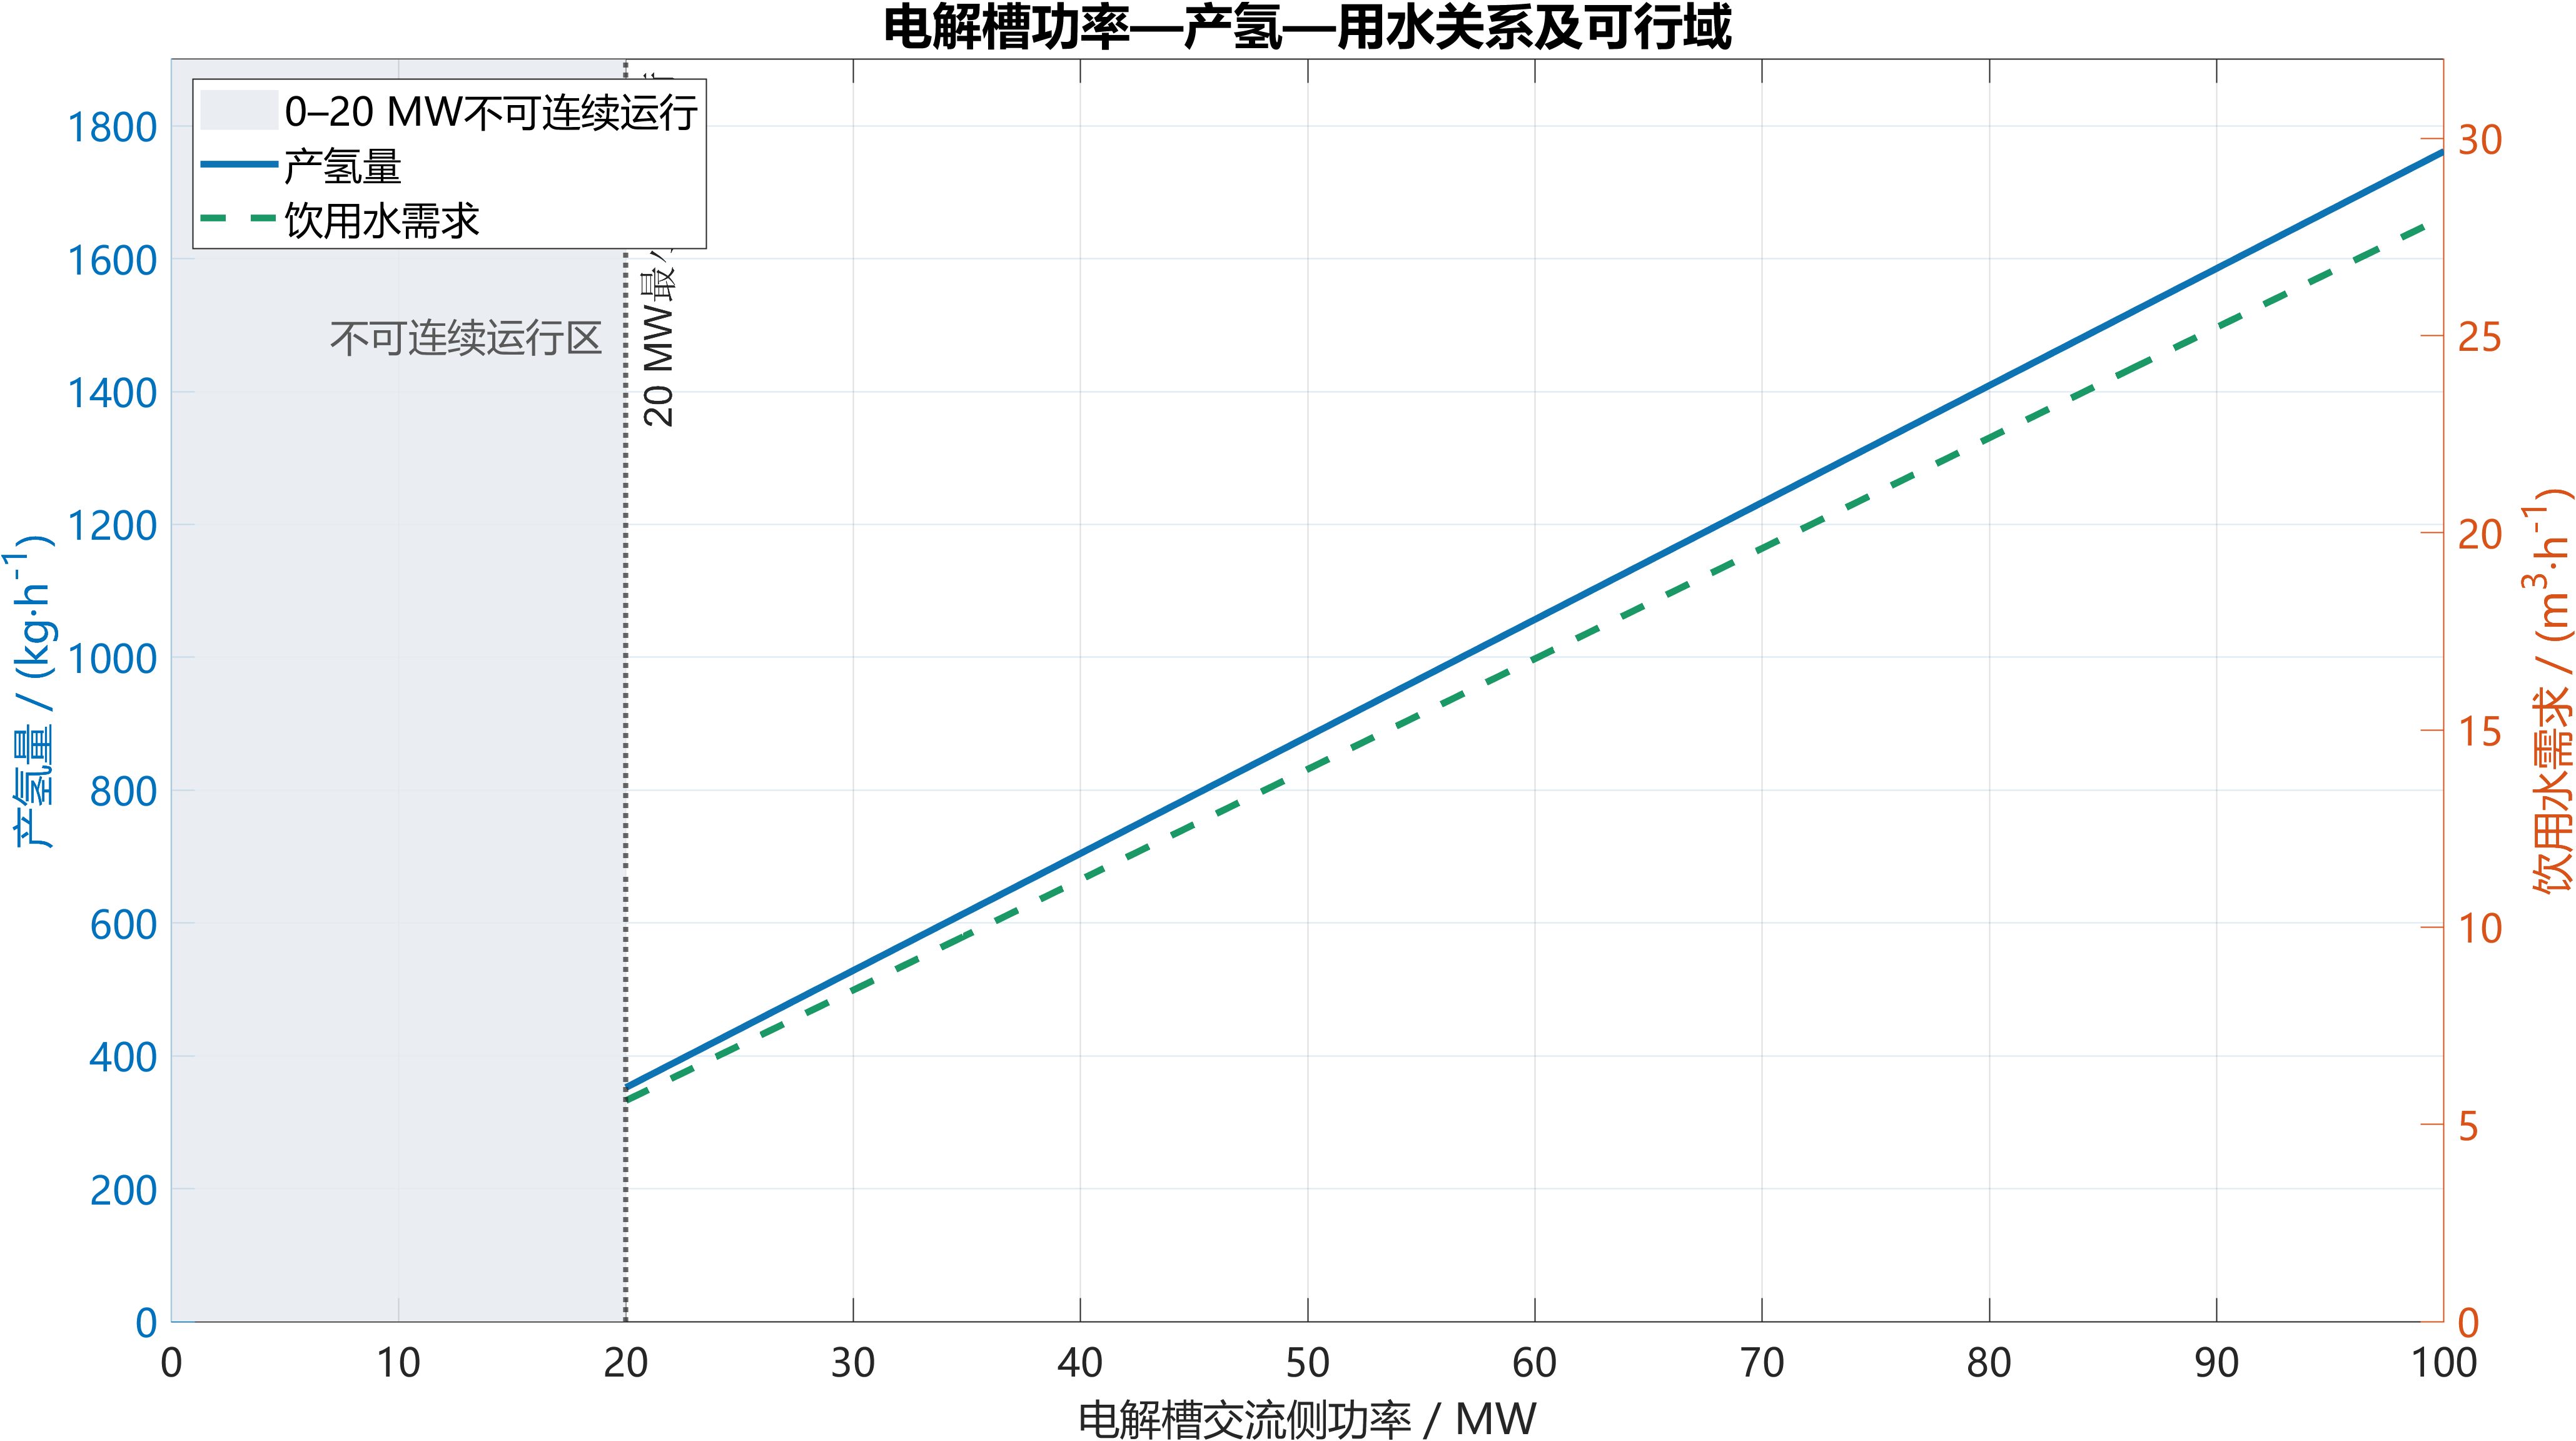 电解槽功率—产氢—用水关系及可行域
0–20 MW不可连续运行
产氢量
饮用水需求
不可连续运行区
20 MW最
产氢量 / (kg·h⁻¹)
1800
1600
1400
1200
1000
800
600
400
200
0
饮用水需求 / (m³·h⁻¹)
30
25
20
15
10
5
0
0 10 20 30 40 50 60 70 80 90 100
电解槽交流侧功率 / MW